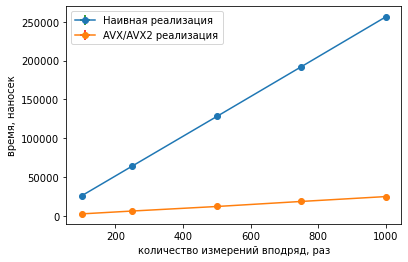 Наивная реализация
AVX/AVX2 реализация
250000
200000
150000
100000
50000
0
время, наносек
200
400
600
800
1000
количество измерений вподряд, раз